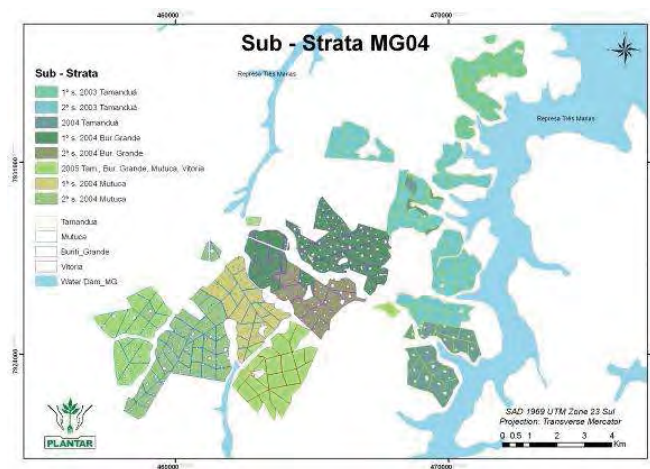 460000
470000
Sub - Strata MG04
Represa Três Marias
Sub - Strata
1º s. 2003 Tamanduá
2º s. 2003 Tamanduá
2004 Tamanduá
1º s. 2004 Bur Grande
2º s. 2004 Bur. Grande
2005 Tam., Bur. Grande, Mutuca, Vitoria
1º s. 2004 Mutuca
2º s. 2004 Mutuca
Tamandua
Mutuca
Buriti_Grande
Vitoria
Water Dam_MG
Represa Três Marias
PLANTAR
SAD 1969 UTM Zone 23 Sul
Projection: Transverse Mercator
0 0.5 1 2 3 4
Km
460000
470000